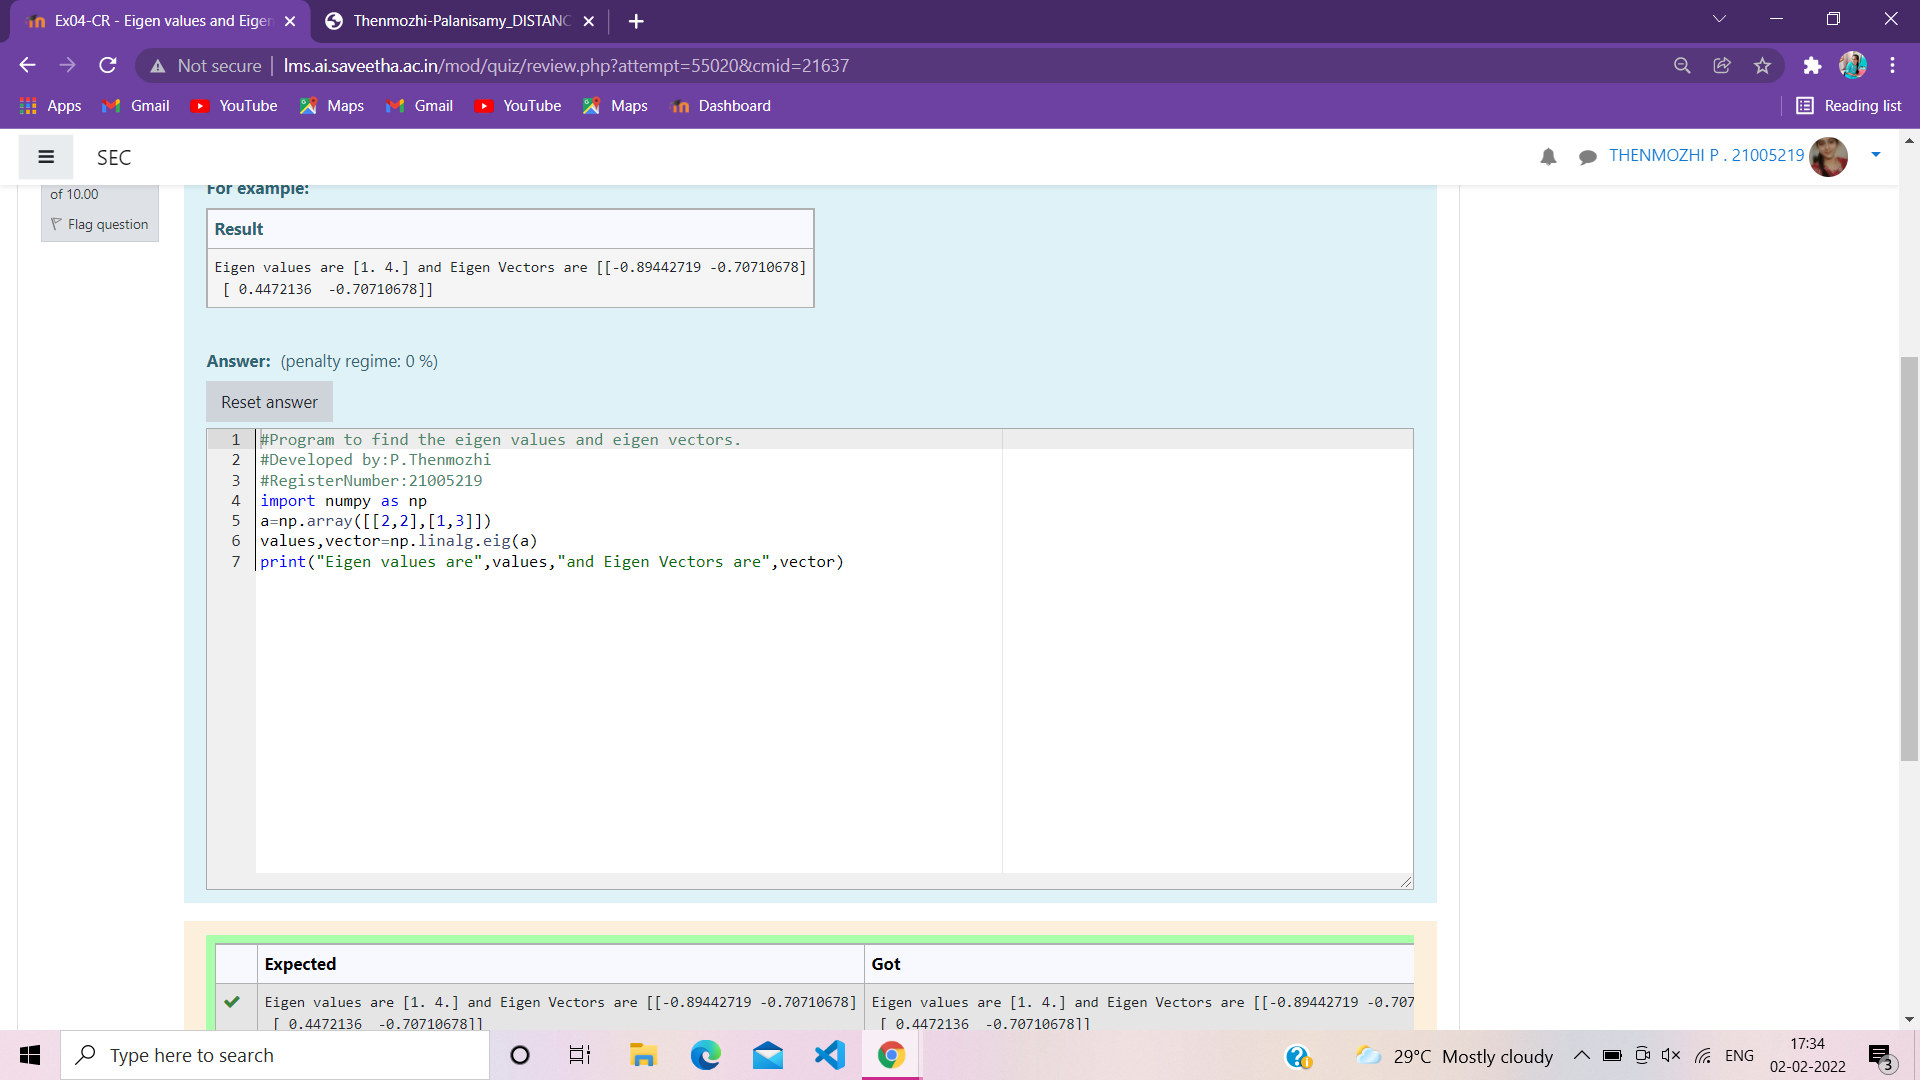 Ex04-CR - Eigen values and Eigen
Thenmozhi-Palanisamy_DISTANC
Not secure | lms.ai.saveetha.ac.in/mod/quiz/review.php?attempt=55020&cmid=21637
Apps Gmail YouTube Maps Gmail YouTube Maps Dashboard Reading list
SEC
THENMOZHI P . 21005219
of 10.00
Flag question
For example:
Result
Eigen values are [1. 4.] and Eigen Vectors are [[-0.89442719 -0.70710678]
[ 0.4472136  -0.70710678]]
Answer: (penalty regime: 0 %)
Reset answer
1 #Program to find the eigen values and eigen vectors.
2 #Developed by:P.Thenmozhi
3 #RegisterNumber:21005219
4 import numpy as np
5 a=np.array([[2,2],[1,3]])
6 values,vector=np.linalg.eig(a)
7 print("Eigen values are",values,"and Eigen Vectors are",vector)
Expected Got
Eigen values are [1. 4.] and Eigen Vectors are [[-0.89442719 -0.70710678] Eigen values are [1. 4.] and Eigen Vectors are [[-0.89442719 -0.707
[ 0.4472136  -0.70710678]] [ 0.4472136  -0.70710678]]
Type here to search
29°C Mostly cloudy
ENG
17:34
02-02-2022
3